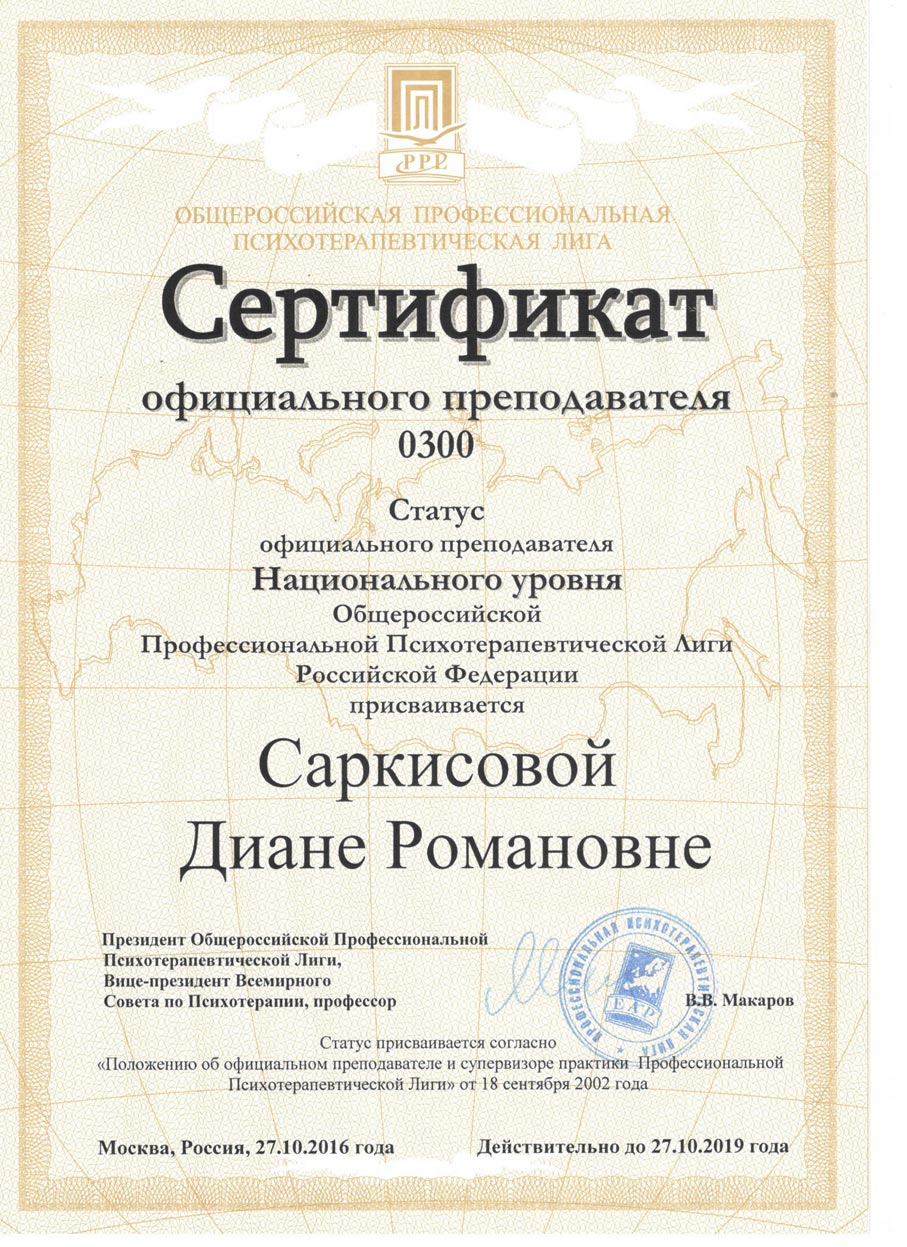 PPL
ОБЩЕРОССИЙСКАЯ ПРОФЕССИОНАЛЬНАЯ
ПСИХОТЕРАПЕВТИЧЕСКАЯ ЛИГА
Сертификат
официального преподавателя
0300
Статус
официального преподавателя
Национального уровня
Общероссийской
Профессиональной Психотерапевтической Лиги
Российской Федерации
присваивается
Саркисовой
Диане Романовне
Президент Общероссийской Профессиональной
Психотерапевтической Лиги,
Вице-президент Всемирного
Совета по Психотерапии, профессор
ПРОФЕССИОНАЛЬНАЯ ПСИХОТЕРАПЕВТИЧЕСКАЯ ЛИГА
EAP
В.В. Макаров
Статус присваивается согласно
«Положению об официальном преподавателе и супервизоре практики Профессиональной
Психотерапевтической Лиги» от 18 сентября 2002 года
Москва, Россия, 27.10.2016 года
Действительно до 27.10.2019 года